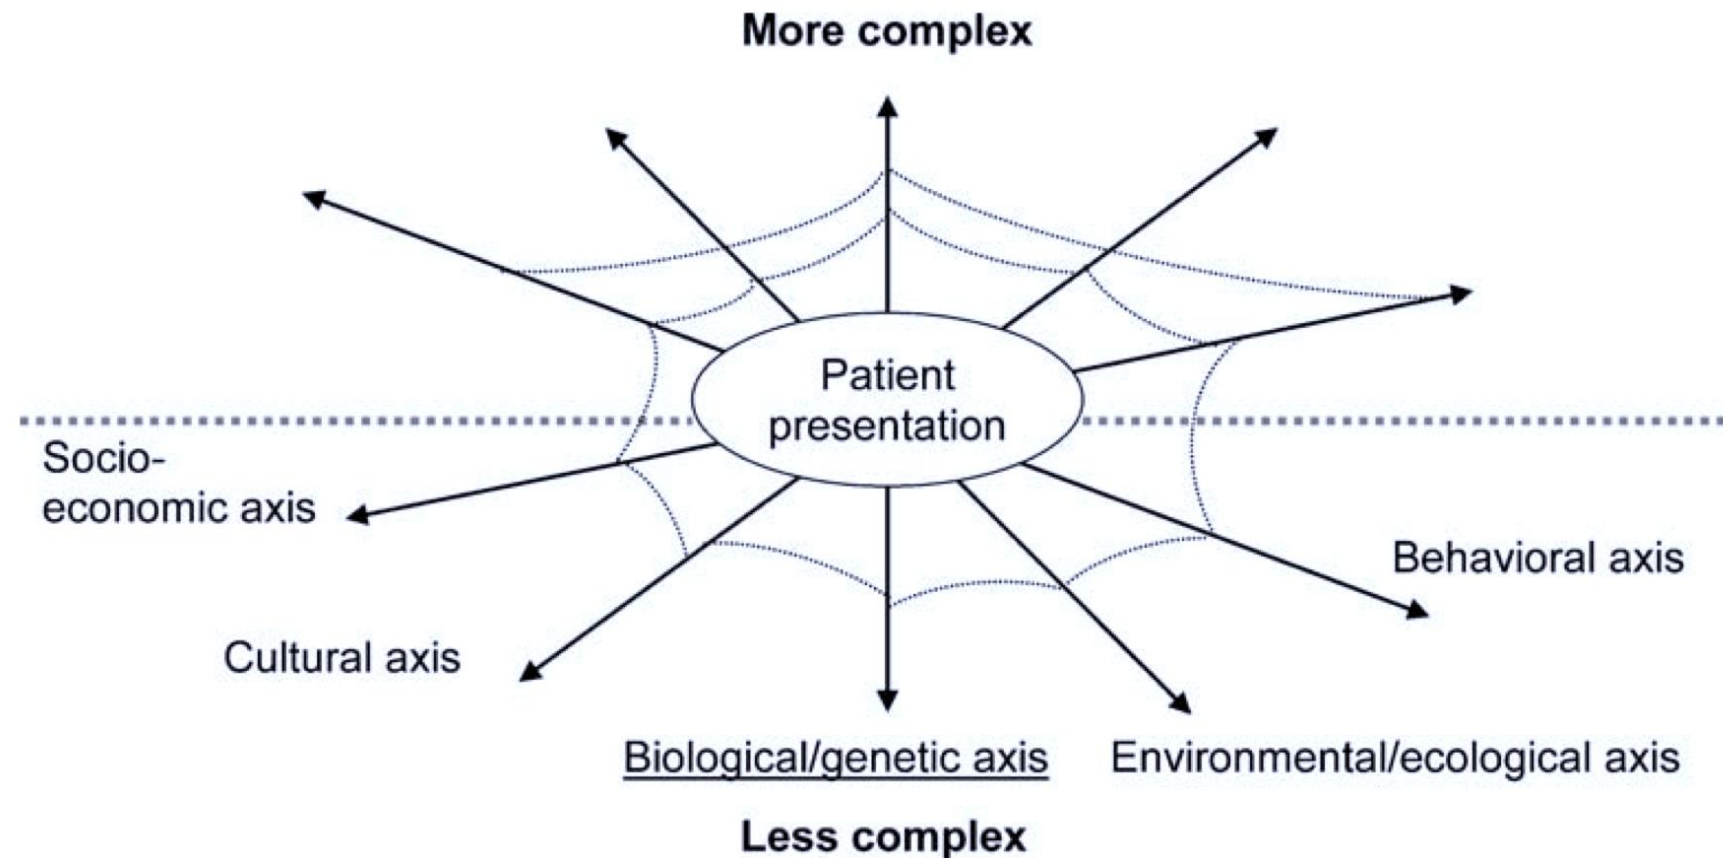 More complex
Patient
presentation
Socio-
economic axis
Behavioral axis
Cultural axis
Biological/genetic axis
Environmental/ecological axis
Less complex